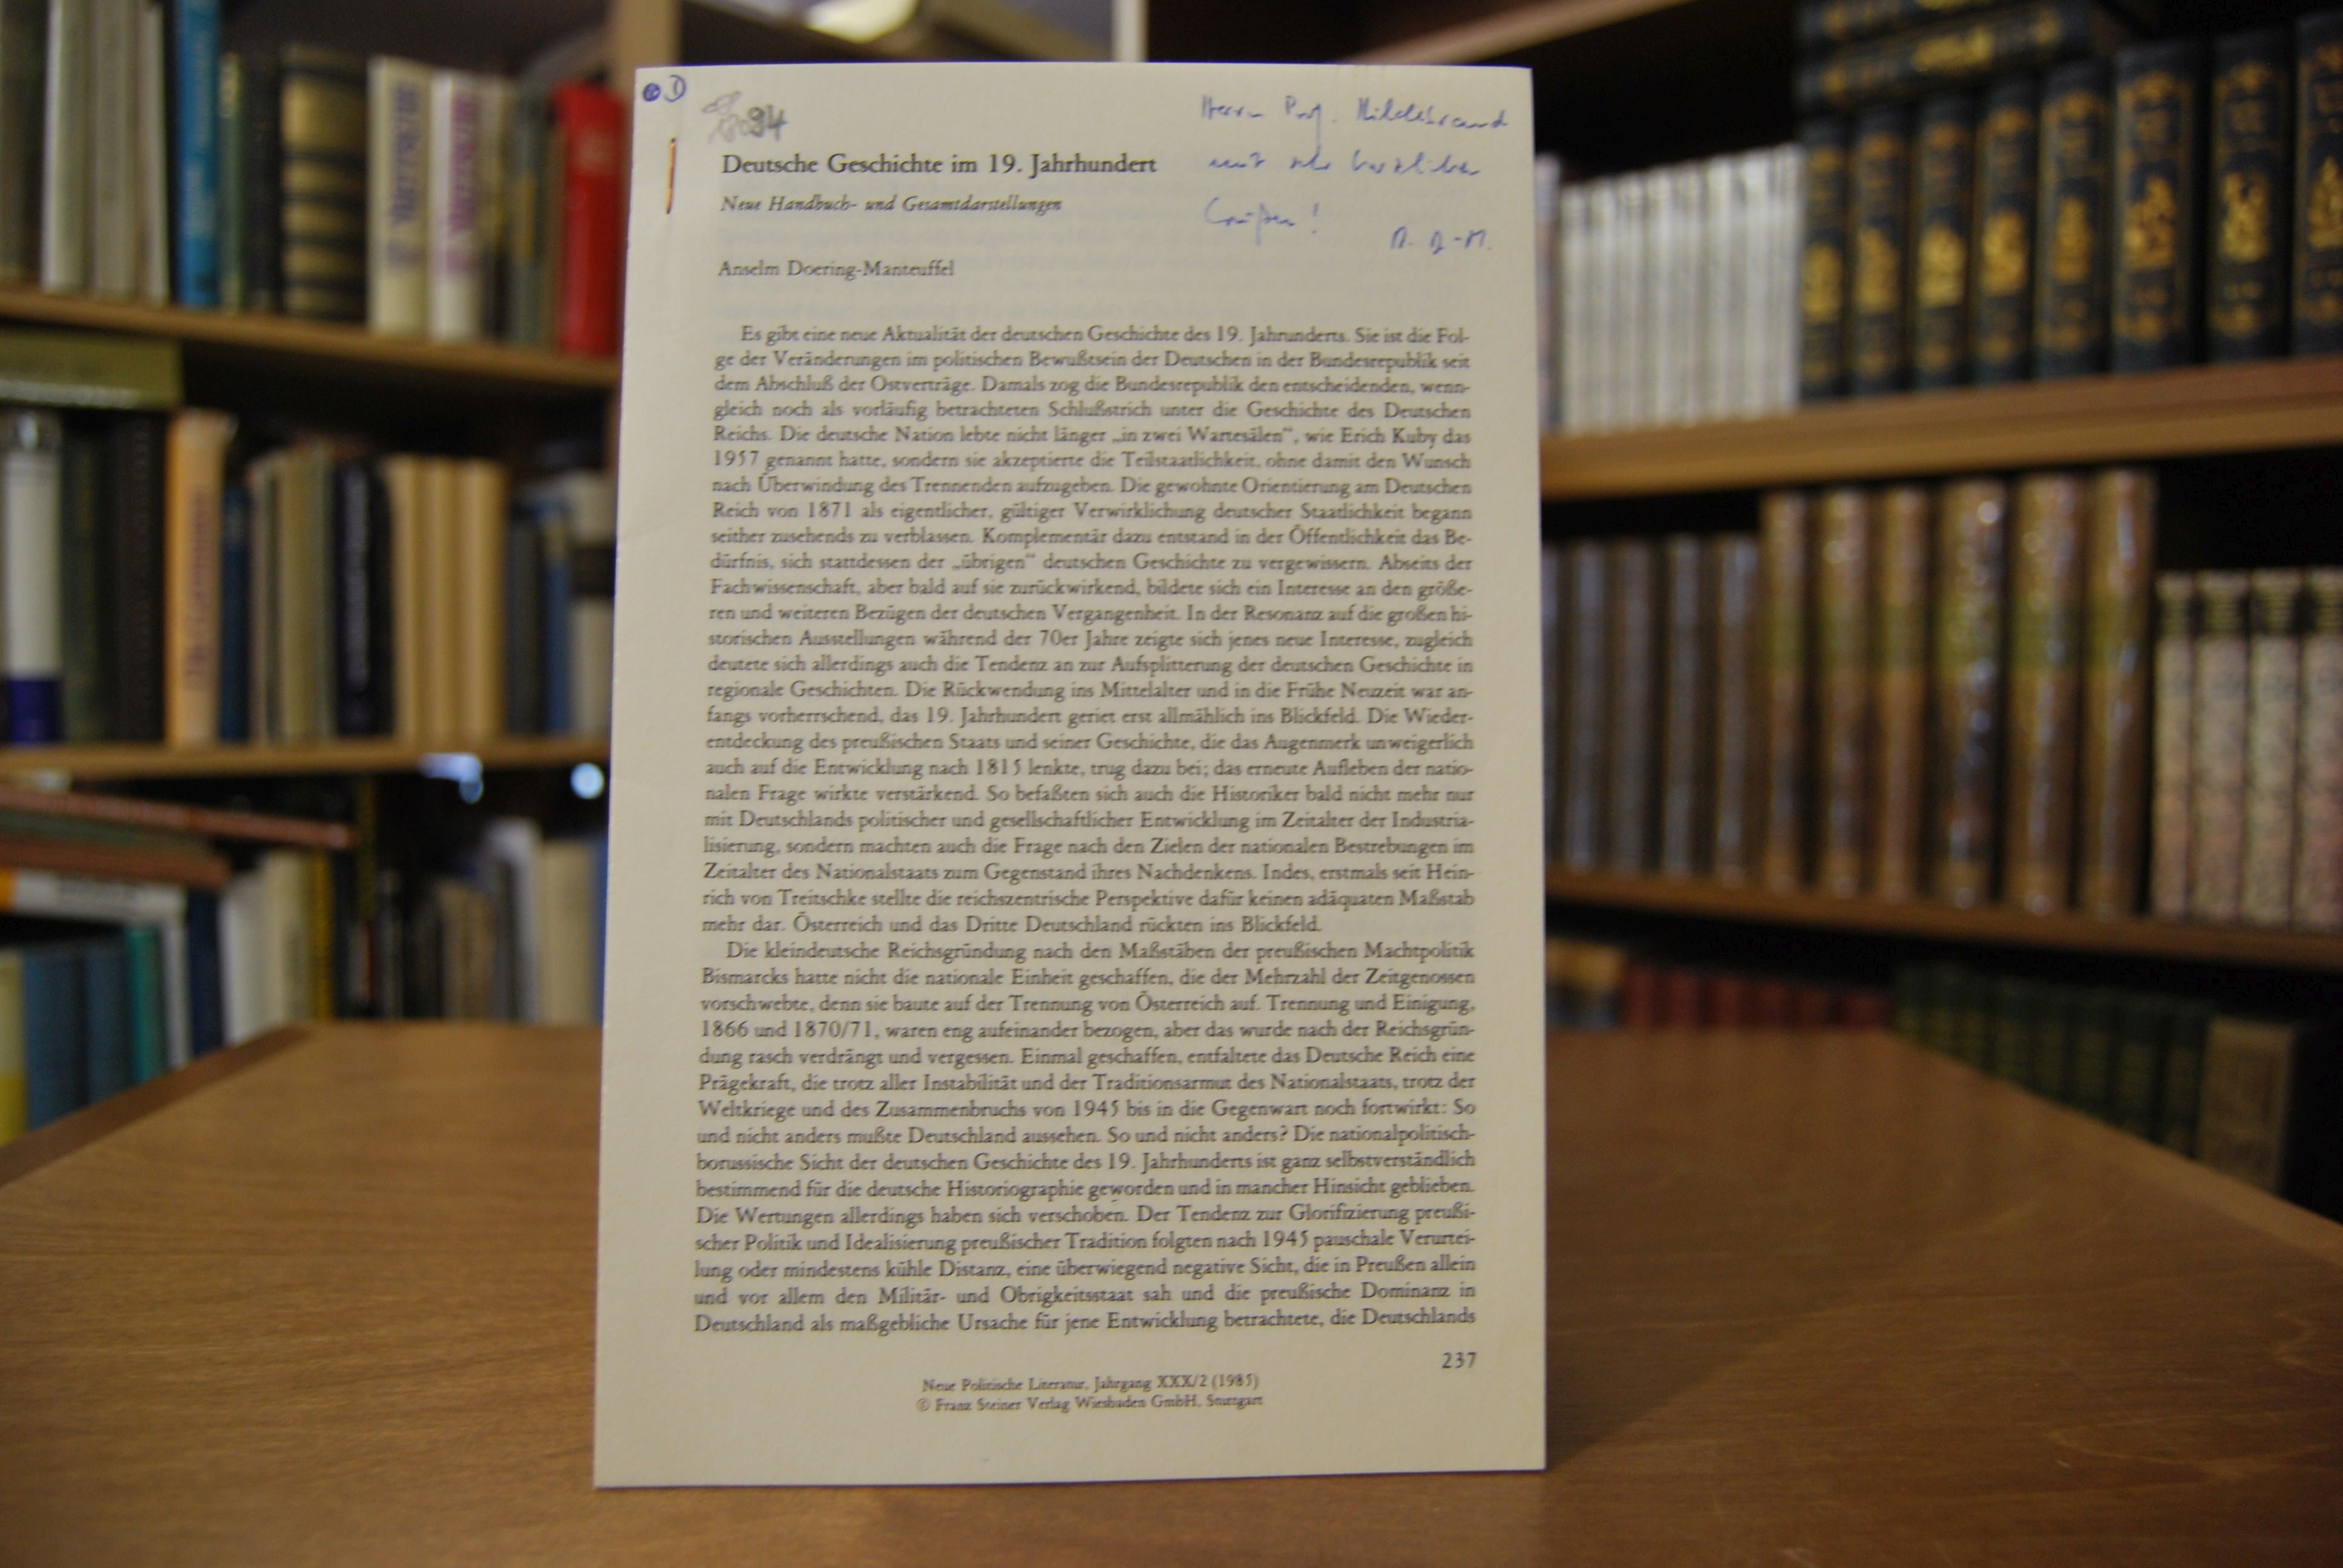 D
94
Herrn Prof. Hildebrand
mit sehr herzlichen
Grüßen!
A. D-M.
Deutsche Geschichte im 19. Jahrhundert
Neue Handbuch- und Gesamtdarstellungen
Anselm Doering-Manteuffel
Es gibt eine neue Aktualität der deutschen Geschichte des 19. Jahrhunderts. Sie ist die Fol-
ge der Veränderungen im politischen Bewußtsein der Deutschen in der Bundesrepublik seit
dem Abschluß der Ostverträge. Damals zog die Bundesrepublik den entscheidenden, wenn-
gleich noch als vorläufig betrachteten Schlußstrich unter die Geschichte des Deutschen
Reichs. Die deutsche Nation lebte nicht länger „in zwei Wartesälen“, wie Erich Kuby das
1957 genannt hatte, sondern sie akzeptierte die Teilstaatlichkeit, ohne damit den Wunsch
nach Überwindung des Trennenden aufzugeben. Die gewohnte Orientierung am Deutschen
Reich von 1871 als eigentlicher, gültiger Verwirklichung deutscher Staatlichkeit begann
seither zusehends zu verblassen. Komplementär dazu entstand in der Öffentlichkeit das Be-
dürfnis, sich stattdessen der „übrigen“ deutschen Geschichte zu vergewissern. Abseits der
Fachwissenschaft, aber bald auf sie zurückwirkend, bildete sich ein Interesse an den größe-
ren und weiteren Bezügen der deutschen Vergangenheit. In der Resonanz auf die großen hi-
storischen Ausstellungen während der 70er Jahre zeigte sich jenes neue Interesse, zugleich
deutete sich allerdings auch die Tendenz an zur Aufsplitterung der deutschen Geschichte in
regionale Geschichten. Die Rückwendung ins Mittelalter und in die Frühe Neuzeit war an-
fangs vorherrschend, das 19. Jahrhundert geriet erst allmählich ins Blickfeld. Die Wieder-
entdeckung des preußischen Staats und seiner Geschichte, die das Augenmerk unweigerlich
auch auf die Entwicklung nach 1815 lenkte, trug dazu bei; das erneute Aufleben der natio-
nalen Frage wirkte verstärkend. So befaßten sich auch die Historiker bald nicht mehr nur
mit Deutschlands politischer und gesellschaftlicher Entwicklung im Zeitalter der Industria-
lisierung, sondern machten auch die Frage nach den Zielen der nationalen Bestrebungen im
Zeitalter des Nationalstaats zum Gegenstand ihres Nachdenkens. Indes, erstmals seit Hein-
rich von Treitschke stellte die reichszentrische Perspektive dafür keinen adäquaten Maßstab
mehr dar. Österreich und das Dritte Deutschland rückten ins Blickfeld.
Die kleindeutsche Reichsgründung nach den Maßstäben der preußischen Machtpolitik
Bismarcks hatte nicht die nationale Einheit geschaffen, die der Mehrzahl der Zeitgenossen
vorschwebte, denn sie baute auf der Trennung von Österreich auf. Trennung und Einigung,
1866 und 1870/71, waren eng aufeinander bezogen, aber das wurde nach der Reichsgrün-
dung rasch verdrängt und vergessen. Einmal geschaffen, entfaltete das Deutsche Reich eine
Prägekraft, die trotz aller Instabilität und der Traditionsarmut des Nationalstaats, trotz der
Weltkriege und des Zusammenbruchs von 1945 bis in die Gegenwart noch fortwirkt: So
und nicht anders mußte Deutschland aussehen. So und nicht anders? Die nationalpolitisch-
borussische Sicht der deutschen Geschichte des 19. Jahrhunderts ist ganz selbstverständlich
bestimmend für die deutsche Historiographie geworden und in mancher Hinsicht geblieben.
Die Wertungen allerdings haben sich verschoben. Der Tendenz zur Glorifizierung preußi-
scher Politik und Idealisierung preußischer Tradition folgten nach 1945 pauschale Verurtei-
lung oder mindestens kühle Distanz, eine überwiegend negative Sicht, die in Preußen allein
und vor allem den Militär- und Obrigkeitsstaat sah und die preußische Dominanz in
Deutschland als maßgebliche Ursache für jene Entwicklung betrachtete, die Deutschlands
237
Neue Politische Literatur, Jahrgang XXX/2 (1985)
© Franz Steiner Verlag Wiesbaden GmbH, Stuttgart